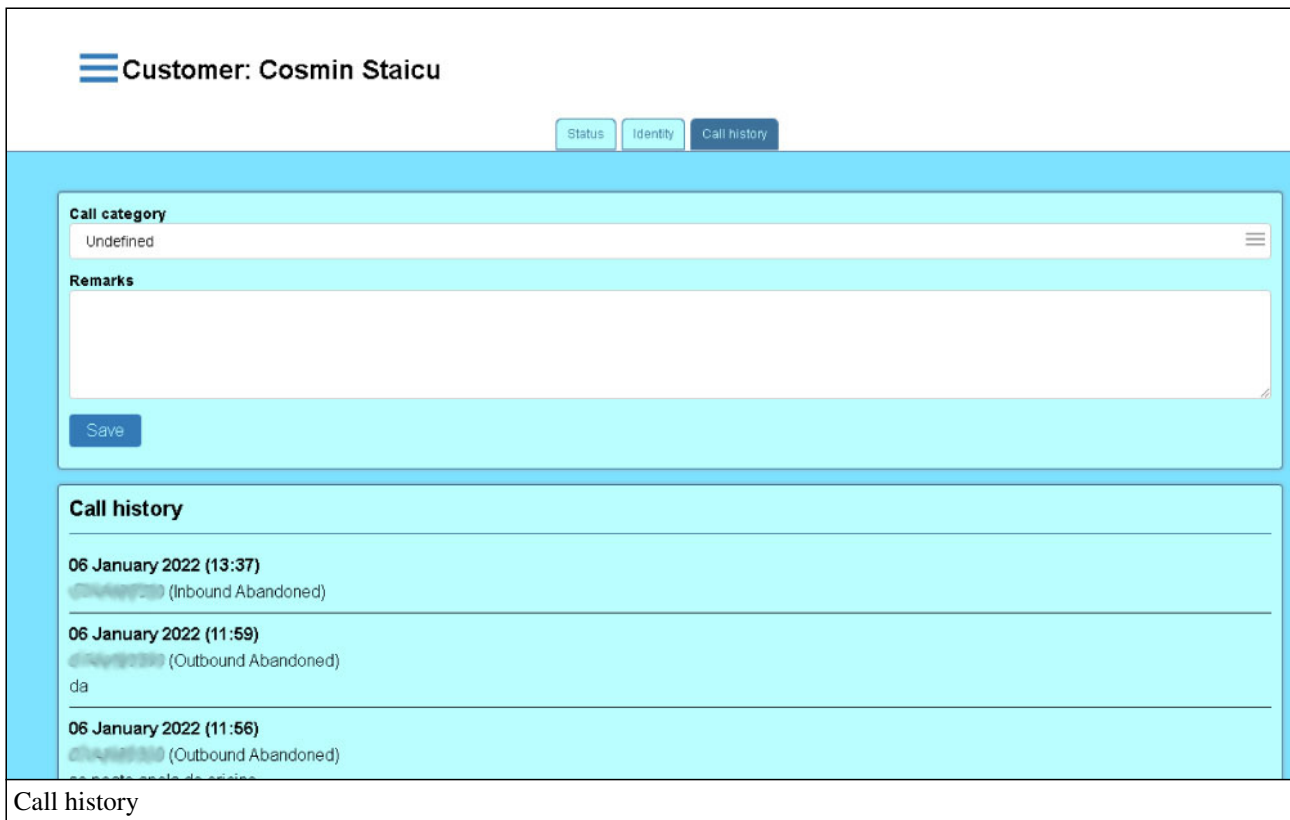 Customer: Cosmin Staicu
Status Identity Call history
Call category
Undefined
Remarks
Save
Call history
06 January 2022 (13:37)
(Inbound Abandoned)
06 January 2022 (11:59)
(Outbound Abandoned)
da
06 January 2022 (11:56)
(Outbound Abandoned)
Call history